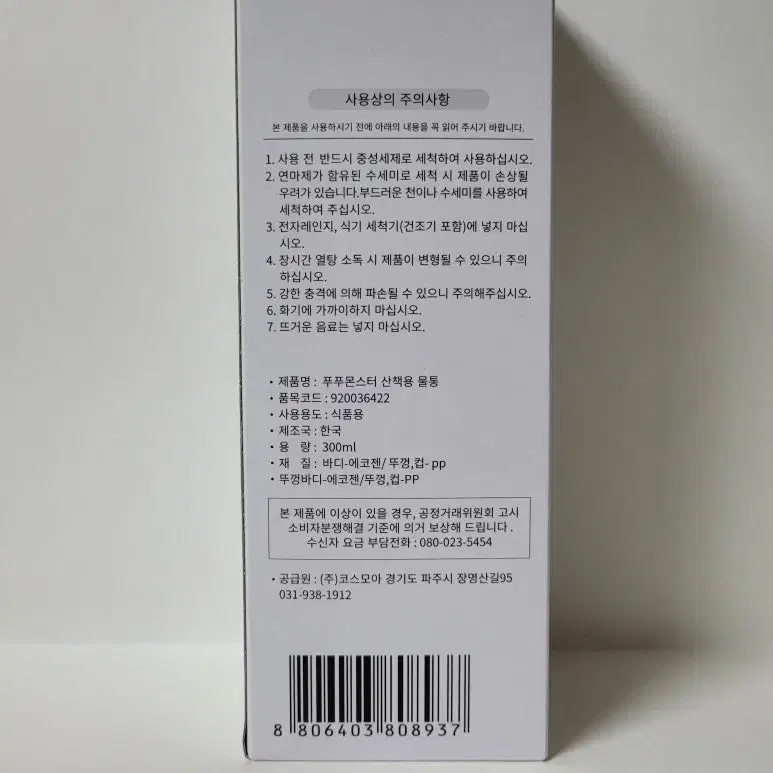 사용상의 주의사항
본 제품을 사용하시기 전에 아래의 내용을 꼭 읽어 주시기 바랍니다.
1. 사용 전 반드시 중성세제로 세척하여 사용하십시오.
2. 연마제가 함유된 수세미로 세척 시 제품이 손상될
우려가 있습니다.부드러운 천이나 수세미를 사용하여
세척하여 주십시오.
3. 전자레인지, 식기 세척기(건조기 포함)에 넣지 마십
시오.
4. 장시간 열탕 소독 시 제품이 변형될 수 있으니 주의
하십시오.
5. 강한 충격에 의해 파손될 수 있으니 주의해주십시오.
6. 화기에 가까이하지 마십시오.
7. 뜨거운 음료는 넣지 마십시오.
• 제품명 : 푸푸몬스터 산책용 물통
• 품목코드 : 920036422
• 사용용도 : 식품용
• 제조국 : 한국
• 용 량 : 300ml
• 재 질 : 바디-에코젠/ 뚜껑,컵- pp
• 뚜껑바디-에코젠/뚜껑,컵-PP
본 제품에 이상이 있을 경우, 공정거래위원회 고시
소비자분쟁해결 기준에 의거 보상해 드립니다 .
수신자 요금 부담전화 : 080-023-5454
• 공급원 : (주)코스모아 경기도 파주시 장명산길95
031-938-1912
8 806403 808937